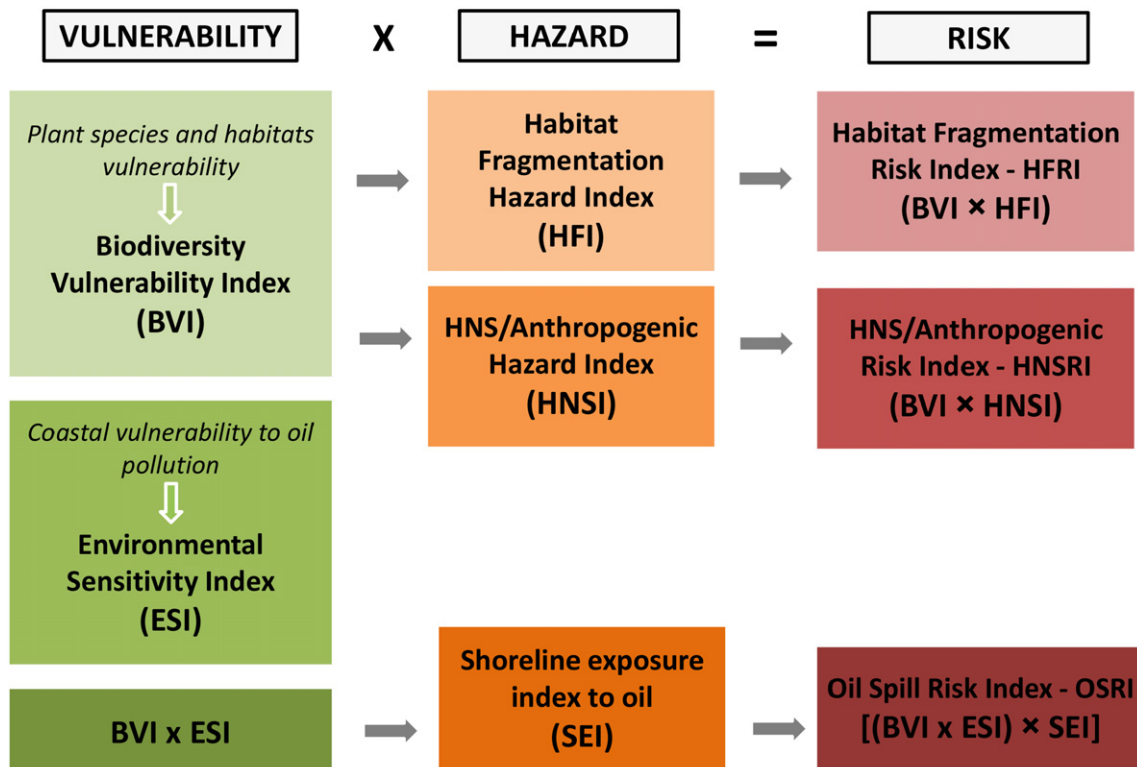 VULNERABILITY X HAZARD = RISK
Plant species and habitats
vulnerability
Biodiversity
Vulnerability Index
(BVI)
Habitat
Fragmentation
Hazard Index
(HFI)
Habitat Fragmentation
Risk Index - HFRI
(BVI × HFI)
HNS/Anthropogenic
Hazard Index
(HNSI)
HNS/Anthropogenic
Risk Index - HNSRI
(BVI × HNSI)
Coastal vulnerability to oil
pollution
Environmental
Sensitivity Index
(ESI)
BVI x ESI
Shoreline exposure
index to oil
(SEI)
Oil Spill Risk Index - OSRI
[(BVI x ESI) × SEI]